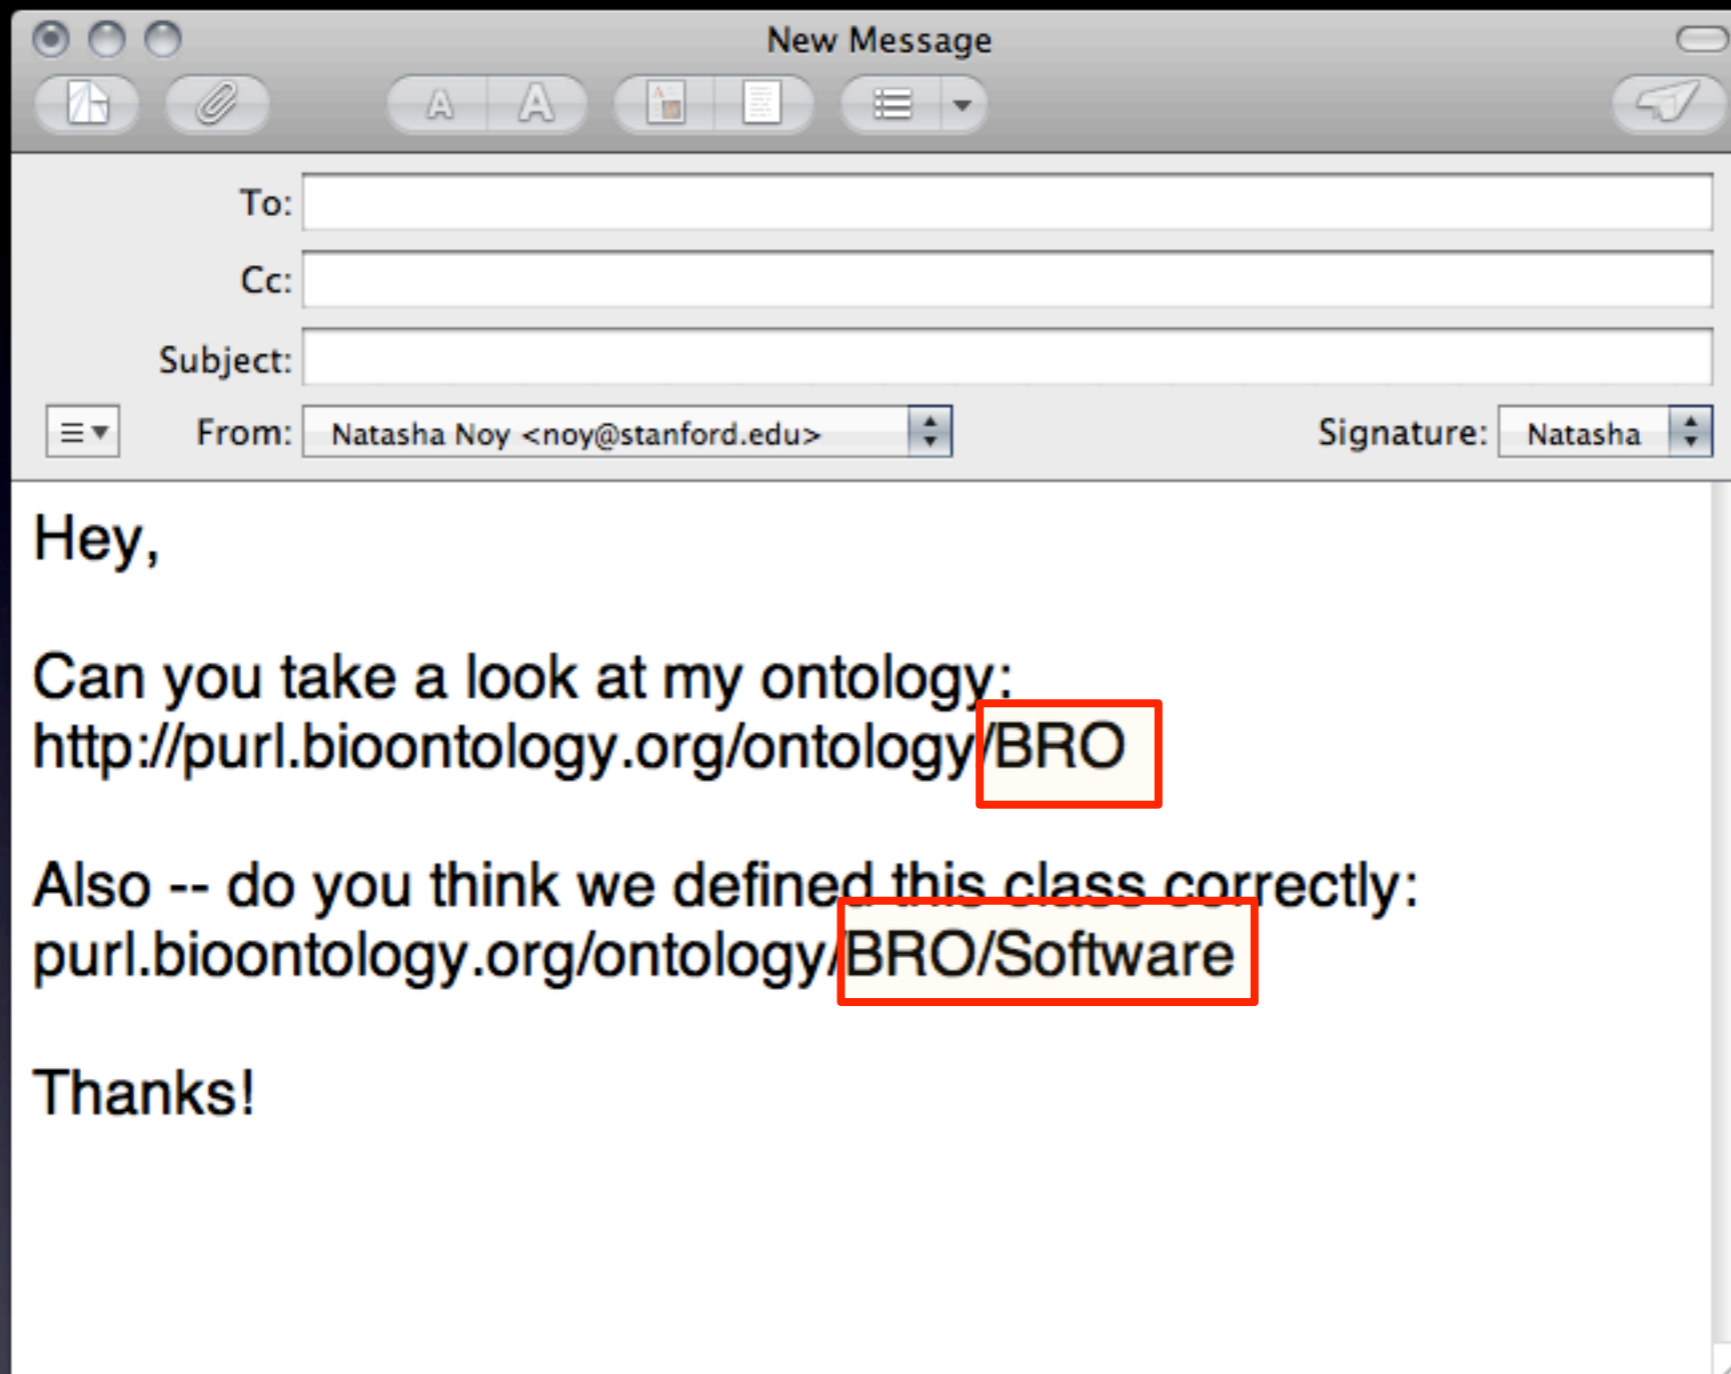 New Message
A A
To:
Cc:
Subject:
From: Natasha Noy <noy@stanford.edu> Signature: Natasha
Hey,
Can you take a look at my ontology:
http://purl.bioontology.org/ontology/BRO
Also -- do you think we defined this class correctly:
purl.bioontology.org/ontology/BRO/Software
Thanks!